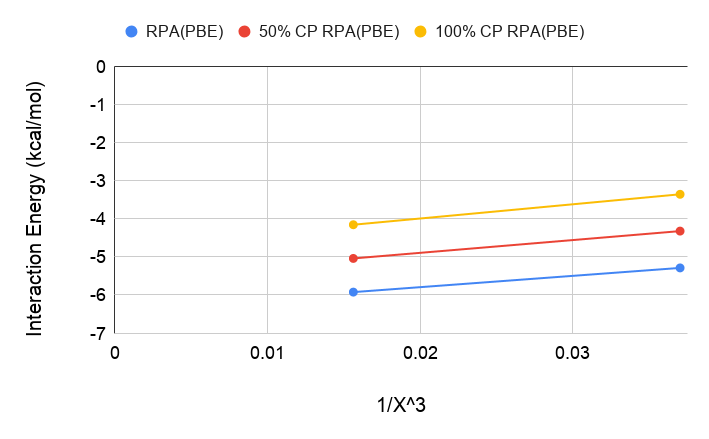 RPA(PBE) 50% CP RPA(PBE) 100% CP RPA(PBE)
Interaction Energy (kcal/mol)
0
-1
-2
-3
-4
-5
-6
-7
0 0.01 0.02 0.03
1/X^3